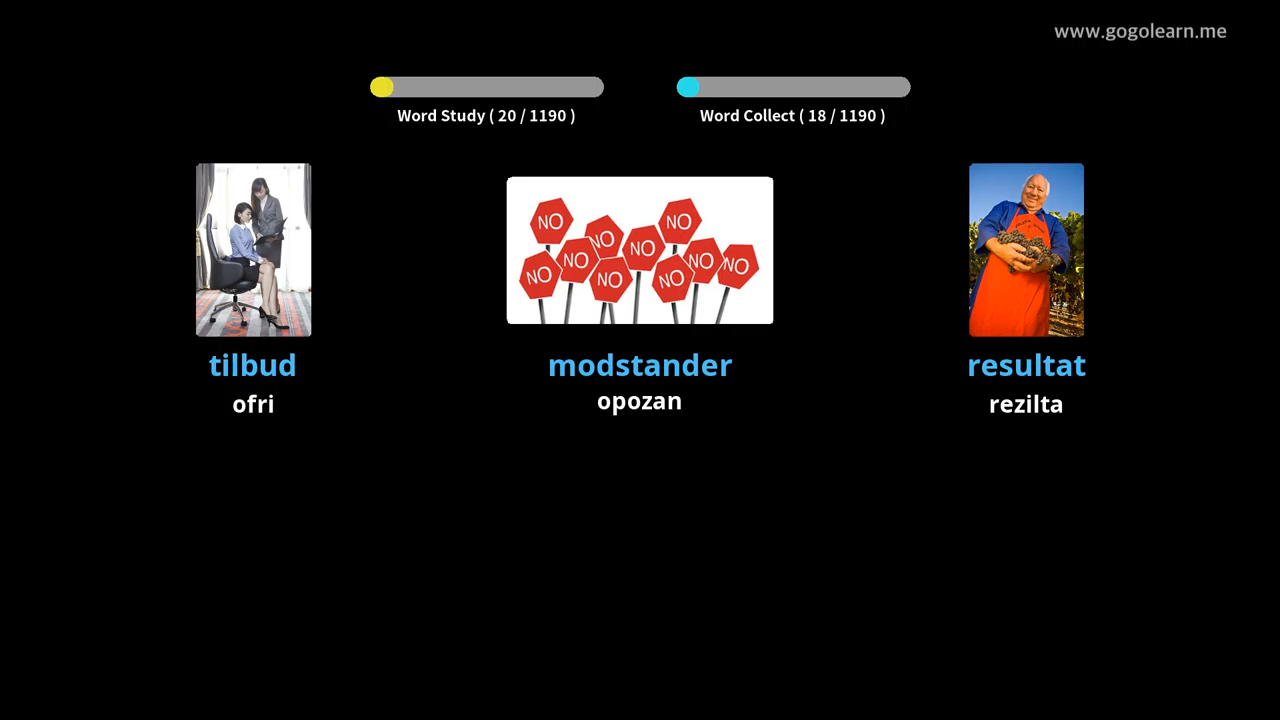 www.gogolearn.me
Word Study ( 20 / 1190 )
Word Collect ( 18 / 1190 )
NO
NO
NO
NO
NO
NO
NO
NO
NO
NO
tilbud
modstander
resultat
ofri
opozan
rezilta